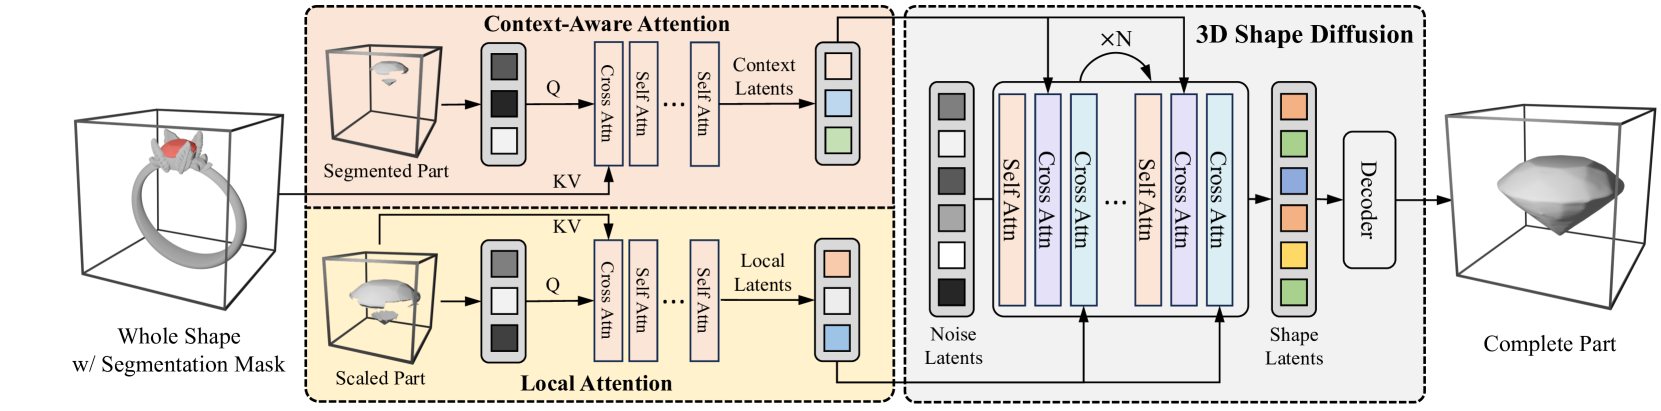 Context-Aware Attention
Segmented Part
Q
KV
Cross Attn
Self Attn
...
Self Attn
Context
Latents
Whole Shape
w/ Segmentation Mask
KV
Scaled Part
Q
Cross Attn
Self Attn
...
Self Attn
Local
Latents
Local Attention
3D Shape Diffusion
×N
Noise
Latents
Self Attn
Cross Attn
Cross Attn
...
Self Attn
Cross Attn
Cross Attn
Shape
Latents
Decoder
Complete Part